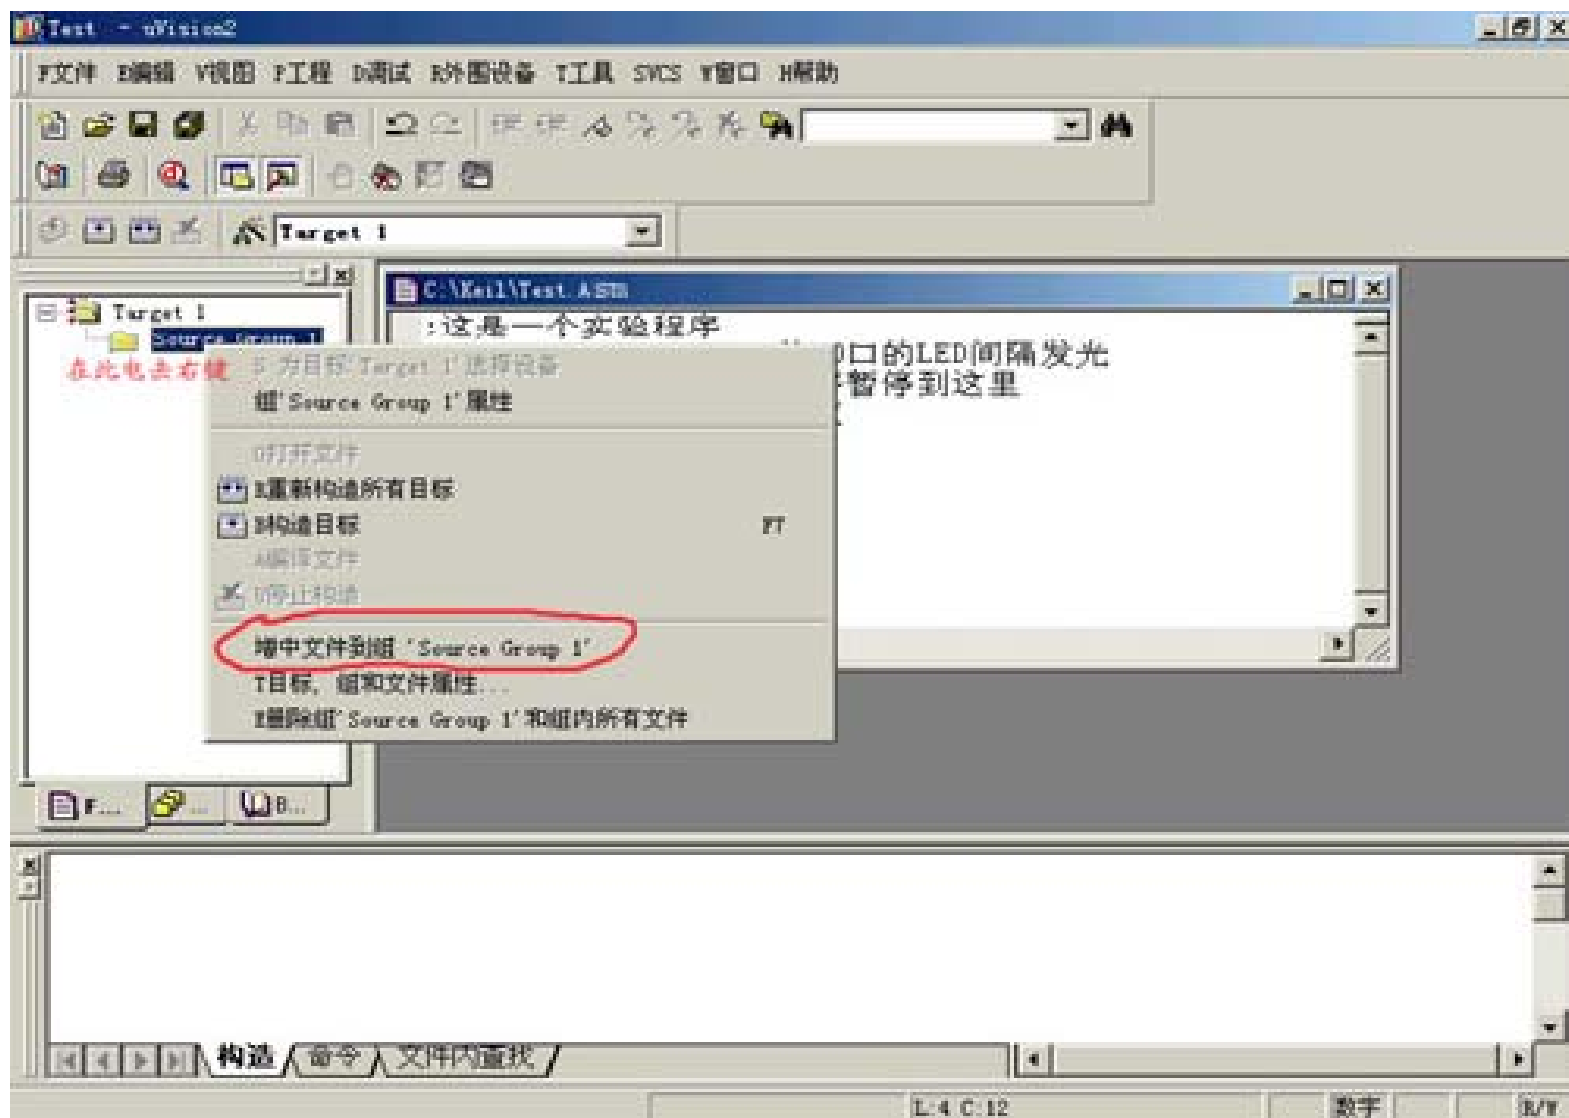 Test - uVision2
F文件 E编辑 V视图 P工程 D调试 R外围设备 T工具 SVCS W窗口 H帮助
Target 1
C:\Keil\Test.ASM
Target 1
Source Group 1
;这是一个实验程序
口的LED间隔发光
暂停到这里
在此电击右键
S 为目标'Target 1'选择设备
组'Source Group 1'属性
O打开文件
R重新构造所有目标
B构造目标 F7
A编译文件
U停止构造
增中文件到组 'Source Group 1'
T目标, 组和文件属性...
E删除组'Source Group 1'和组内所有文件
F... ... B...
构造 命令 文件内查找
L:4 C:12 数字 R/W